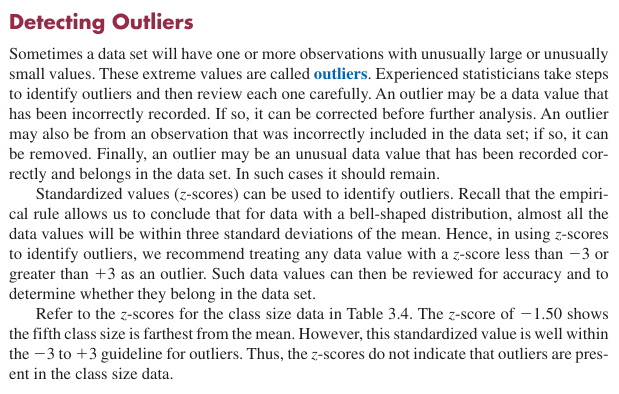 Detecting Outliers
Sometimes a data set will have one or more observations with unusually large or unusually
small values. These extreme values are called outliers. Experienced statisticians take steps
to identify outliers and then review each one carefully. An outlier may be a data value that
has been incorrectly recorded. If so, it can be corrected before further analysis. An outlier
may also be from an observation that was incorrectly included in the data set; if so, it can
be removed. Finally, an outlier may be an unusual data value that has been recorded cor-
rectly and belongs in the data set. In such cases it should remain.
Standardized values (z-scores) can be used to identify outliers. Recall that the empiri-
cal rule allows us to conclude that for data with a bell-shaped distribution, almost all the
data values will be within three standard deviations of the mean. Hence, in using z-scores
to identify outliers, we recommend treating any data value with a z-score less than −3 or
greater than +3 as an outlier. Such data values can then be reviewed for accuracy and to
determine whether they belong in the data set.
Refer to the z-scores for the class size data in Table 3.4. The z-score of −1.50 shows
the fifth class size is farthest from the mean. However, this standardized value is well within
the −3 to +3 guideline for outliers. Thus, the z-scores do not indicate that outliers are pres-
ent in the class size data.